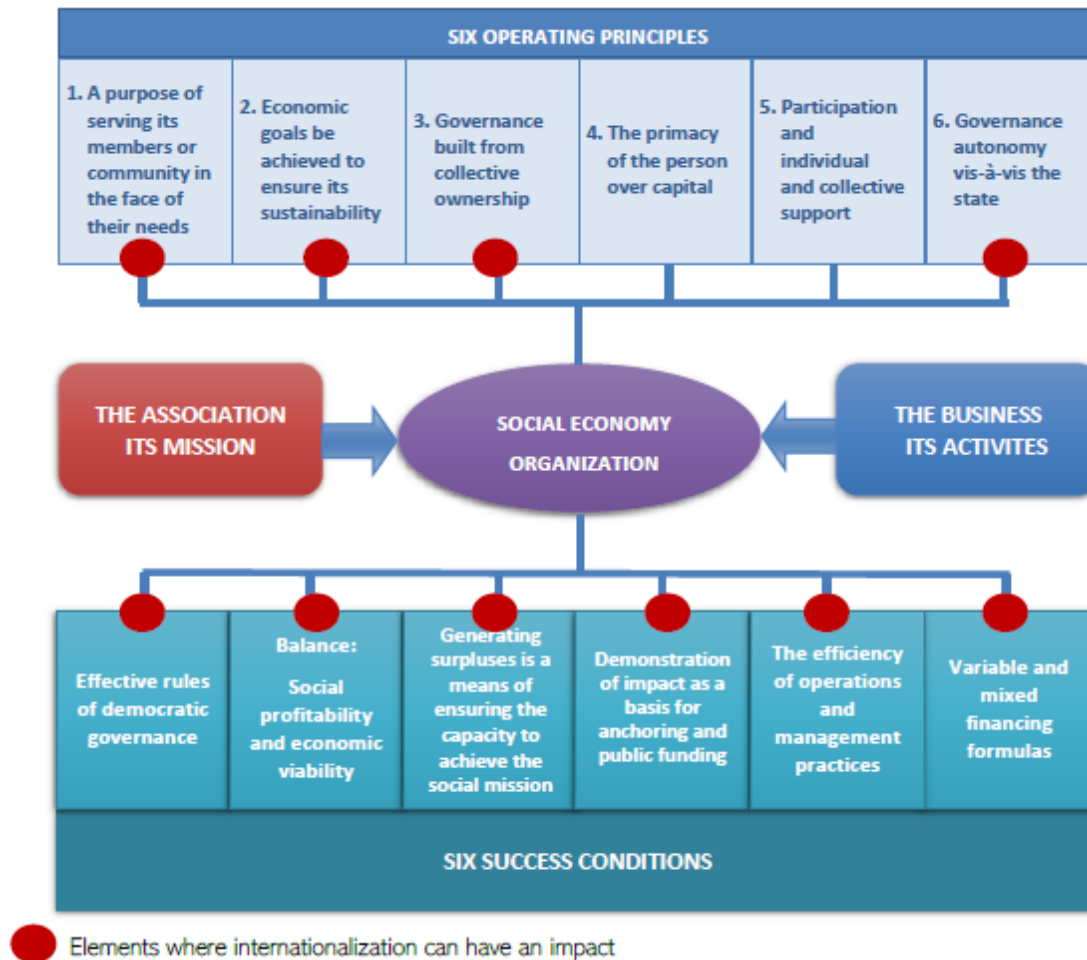 SIX OPERATING PRINCIPLES
1. A purpose of
serving its
members or
community in
the face of
their needs
2. Economic
goals be
achieved to
ensure its
sustainability
3. Governance
built from
collective
ownership
4. The primacy
of the person
over capital
5. Participation
and
individual
and collective
support
6. Governance
autonomy
vis-à-vis the
state
THE ASSOCIATION
ITS MISSION
SOCIAL ECONOMY
ORGANIZATION
THE BUSINESS
ITS ACTIVITES
Effective rules
of democratic
governance
Balance:
Social
profitability
and economic
viability
Generating
surpluses is a
means of
ensuring the
capacity to
achieve the
social mission
Demonstration
of impact as a
basis for
anchoring and
public funding
The efficiency
of operations
and
management
practices
Variable and
mixed
financing
formulas
SIX SUCCESS CONDITIONS
Elements where internationalization can have an impact